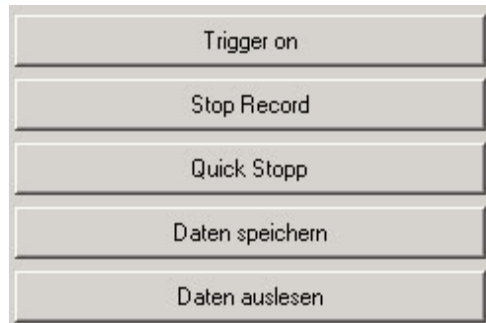 Trigger on
Stop Record
Quick Stopp
Daten speichern
Daten auslesen